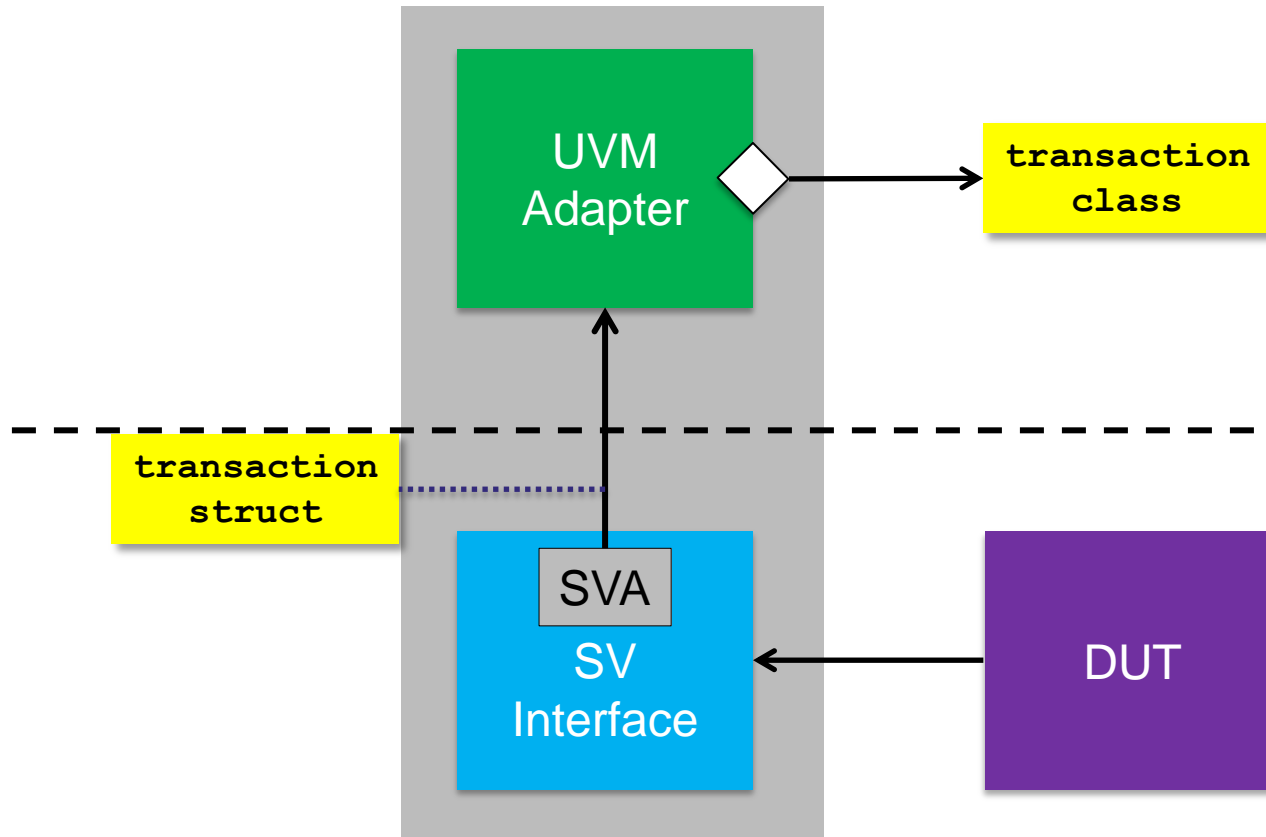 UVM
Adapter
transaction
class
transaction
struct
SVA
SV
Interface
DUT